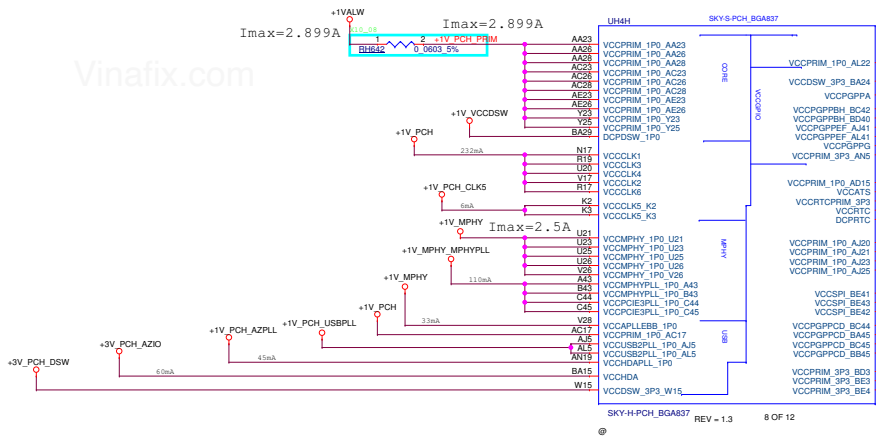 +1VALW
Imax=2.899A
Imax=2.899A
1
2
+1V_PCH_PRIM
RH642
0_0603_5%
Vinafix.com
+1V_VCCDSW
+1V_PCH
232mA
+1V_PCH_CLK5
6mA
+1V_MPHY
Imax=2.5A
+1V_MPHY_MPHYPLL
110mA
+1V_MPHY
33mA
+1V_PCH
+1V_PCH_USBPLL
+1V_PCH_AZPLL
45mA
+3V_PCH_AZIO
60mA
+3V_PCH_DSW
UH4H
SKY-S-PCH_BGA837
AA23 VCCPRIM_1P0_AA23
AA26 VCCPRIM_1P0_AA26
AA28 VCCPRIM_1P0_AA28
AC23 VCCPRIM_1P0_AC23
AC26 VCCPRIM_1P0_AC26
AC28 VCCPRIM_1P0_AC28
AE23 VCCPRIM_1P0_AE23
AE26 VCCPRIM_1P0_AE26
Y23 VCCPRIM_1P0_Y23
Y25 VCCPRIM_1P0_Y25
BA29 DCPDSW_1P0
N17 VCCCLK1
R19 VCCCLK3
U20 VCCCLK4
V17 VCCCLK2
R17 VCCCLK6
K2 VCCCLK5_K2
K3 VCCCLK5_K3
U21 VCCMPHY_1P0_U21
U23 VCCMPHY_1P0_U23
U25 VCCMPHY_1P0_U25
U26 VCCMPHY_1P0_U26
V26 VCCMPHY_1P0_V26
A43 VCCMPHYPLL_1P0_A43
B43 VCCMPHYPLL_1P0_B43
C44 VCCPCIE3PLL_1P0_C44
C45 VCCPCIE3PLL_1P0_C45
V28 VCCAPLLEBB_1P0
AC17 VCCPRIM_1P0_AC17
AJ5 VCCUSB2PLL_1P0_AJ5
AL5 VCCUSB2PLL_1P0_AL5
AN19 VCCHDAPLL_1P0
BA15 VCCHDA
W15 VCCDSW_3P3_W15
CORE
VCCGPIO
MPHY
USB
VCCPRIM_1P0_AL22
VCCDSW_3P3_BA24
VCCPGPPA
VCCPGPPBH_BC42
VCCPGPPBH_BD40
VCCPGPPEF_AJ41
VCCPGPPEF_AL41
VCCPGPPG
VCCPRIM_3P3_AN5
VCCPRIM_1P0_AD15
VCCATS
VCCRTCPRIM_3P3
VCCRTC
DCPRTC
VCCPRIM_1P0_AJ20
VCCPRIM_1P0_AJ21
VCCPRIM_1P0_AJ23
VCCPRIM_1P0_AJ25
VCCSPI_BE41
VCCSPI_BE43
VCCSPI_BE42
VCCPGPPCD_BC44
VCCPGPPCD_BA45
VCCPGPPCD_BC45
VCCPGPPCD_BB45
VCCPRIM_3P3_BD3
VCCPRIM_3P3_BE3
VCCPRIM_3P3_BE4
SKY-H-PCH_BGA837
REV = 1.3
8 OF 12
@